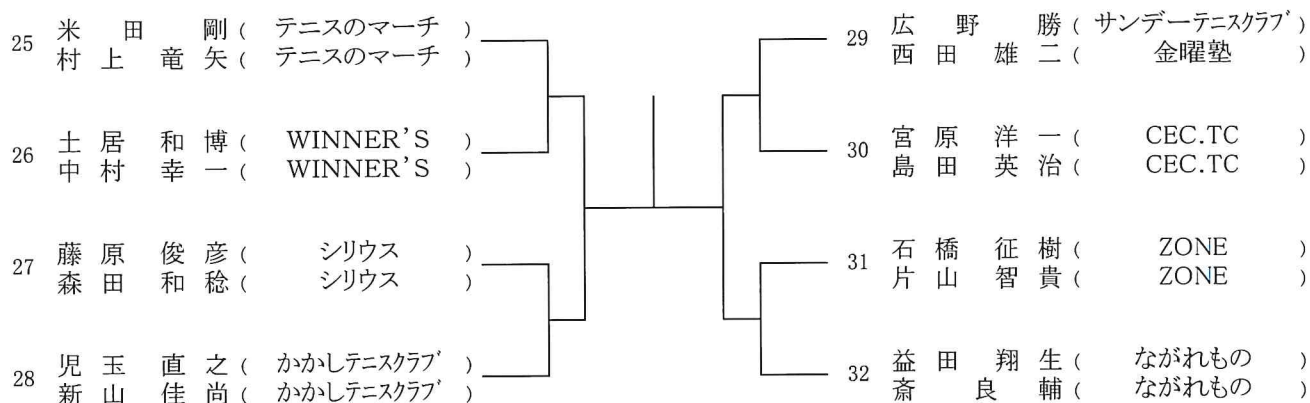 25 米田剛(テニスのマーチ)
村上竜矢(テニスのマーチ)
26 土居和博(WINNER'S)
中村幸一(WINNER'S)
27 藤原俊彦(シリウス)
森田和稔(シリウス)
28 児玉直之(かかしテニスクラブ)
新山佳尚(かかしテニスクラブ)
29 広野勝(サンデーテニスクラブ)
西田雄二(金曜塾)
30 宮原洋一(CEC.TC)
島田英治(CEC.TC)
31 石橋征樹(ZONE)
片山智貴(ZONE)
32 益田翔生(ながれもの)
斎良輔(ながれもの)